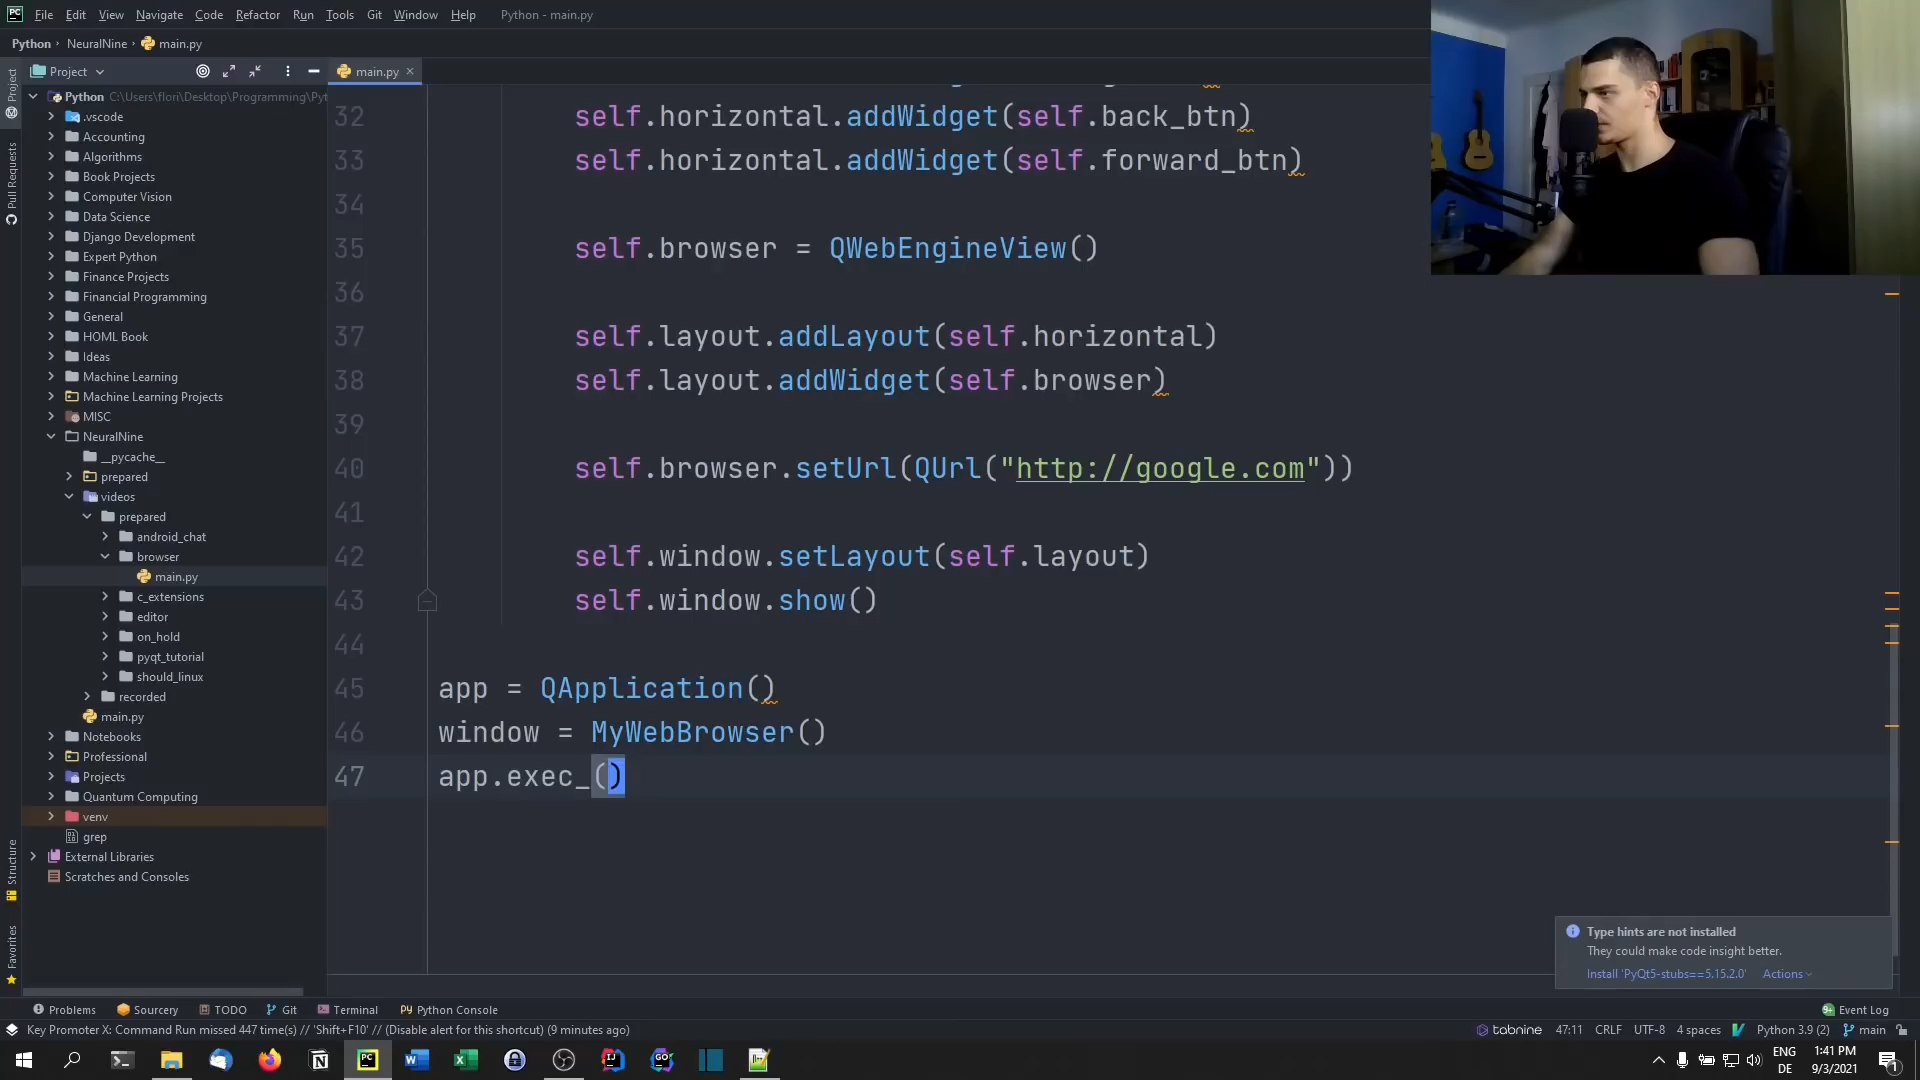 File Edit View Navigate Code Refactor Run Tools Git Window Help Python - main.py
Python NeuralNine main.py
Project
main.py
Project
Pull Requests
Structure
Favorites
Python C:\Users\flori\Desktop\Programming\Pyt
.vscode
Accounting
Algorithms
Book Projects
Computer Vision
Data Science
Django Development
Expert Python
Finance Projects
Financial Programming
General
HOML Book
Ideas
Machine Learning
Machine Learning Projects
MISC
NeuralNine
__pycache__
prepared
videos
prepared
android_chat
browser
main.py
c_extensions
editor
on_hold
pyqt_tutorial
should_linux
recorded
main.py
Notebooks
Professional
Projects
Quantum Computing
venv
grep
External Libraries
Scratches and Consoles
32 self.horizontal.addWidget(self.back_btn)
33 self.horizontal.addWidget(self.forward_btn)
34
35 self.browser = QWebEngineView()
36
37 self.layout.addLayout(self.horizontal)
38 self.layout.addWidget(self.browser)
39
40 self.browser.setUrl(QUrl("http://google.com"))
41
42 self.window.setLayout(self.layout)
43 self.window.show()
44
45 app = QApplication()
46 window = MyWebBrowser()
47 app.exec_()
Type hints are not installed
They could make code insight better.
Install 'PyQt5-stubs==5.15.2.0' Actions
Problems Sourcery TODO Git Terminal Python Console Event Log
Key Promoter X: Command Run missed 447 time(s) // 'Shift+F10' // (Disable alert for this shortcut) (9 minutes ago) tabnine 47:11 CRLF UTF-8 4 spaces Python 3.9 (2) main
ENG 1:41 PM
DE 9/3/2021